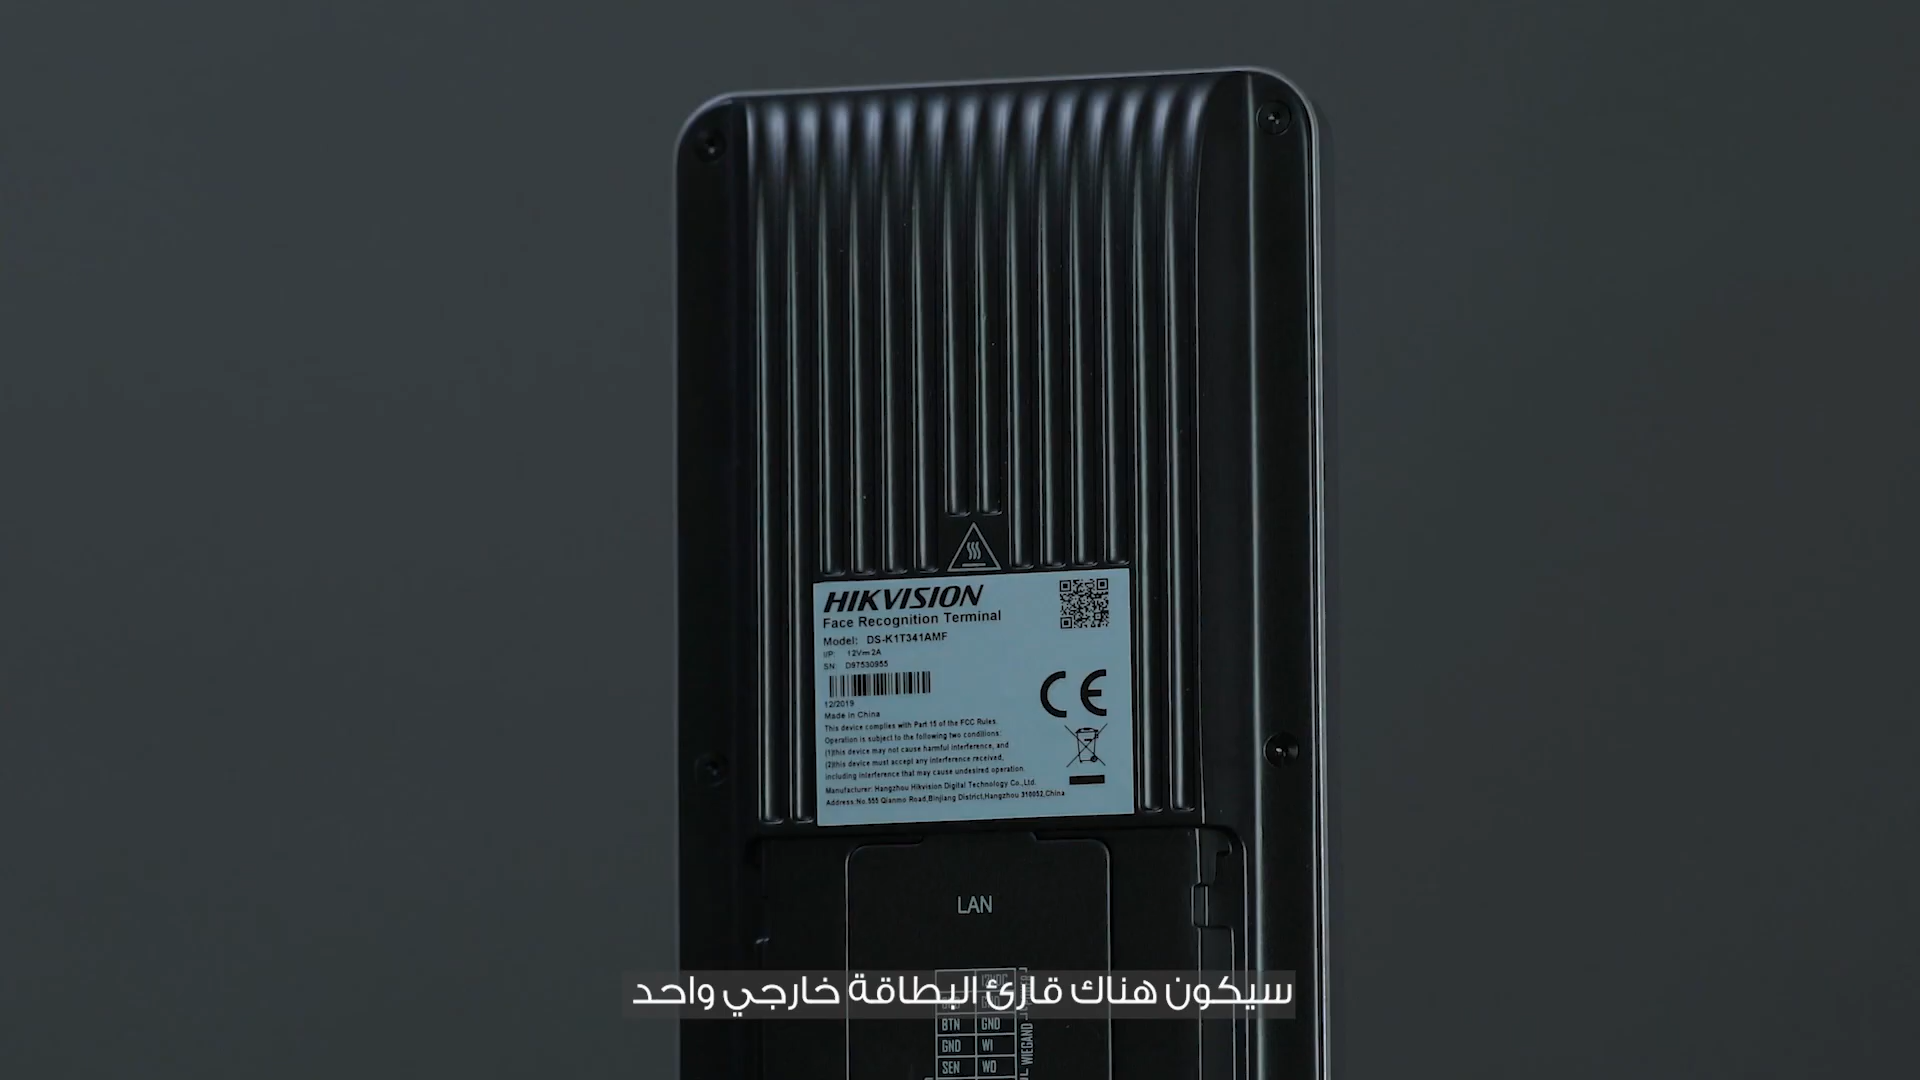 HIKVISION
Face Recognition Terminal
Model: DS-K1T341AMF
I/P: 12V⎓2A
SN: D97530955
12/2019
Made in China
This device complies with Part 15 of the FCC Rules.
Operation is subject to the following two conditions:
(1)this device may not cause harmful interference, and
(2)this device must accept any interference received,
including interference that may cause undesired operation.
Manufacturer: Hangzhou Hikvision Digital Technology Co.,Ltd.
Address:No.555 Qianmo Road,Binjiang District,Hangzhou 310052,China
CE
LAN
سيكون هناك قارئ البطاقة خارجي واحد
BTN GND
GND W1
SEN W0
WIEGAND